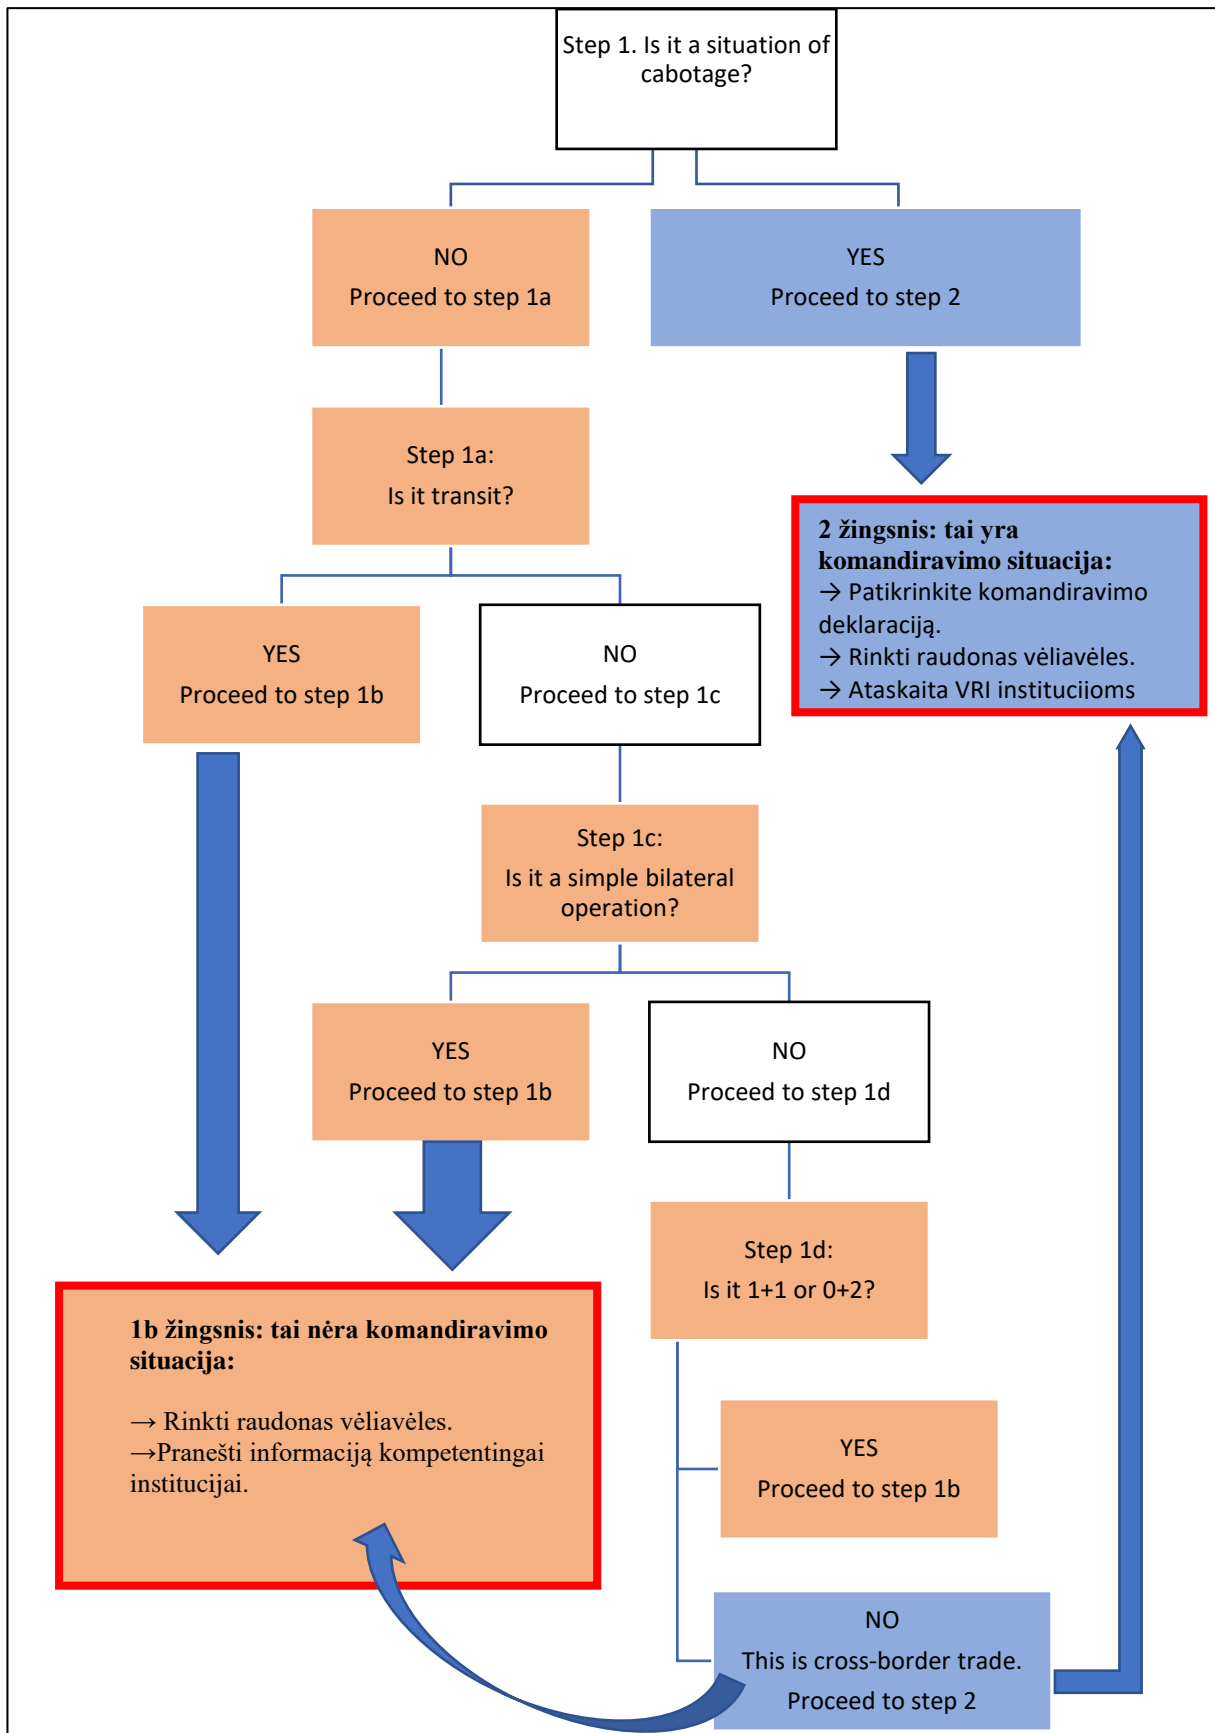 Step 1. Is it a situation of
cabotage?
NO
Proceed to step 1a
YES
Proceed to step 2
Step 1a:
Is it transit?
2 žingsnis: tai yra
komandiravimo situacija:
→ Patikrinkite komandiravimo
deklaraciją.
→ Rinkti raudonas vėliavėles.
→ Ataskaita VRI institucijoms
YES
Proceed to step 1b
NO
Proceed to step 1c
Step 1c:
Is it a simple bilateral
operation?
YES
Proceed to step 1b
NO
Proceed to step 1d
Step 1d:
Is it 1+1 or 0+2?
1b žingsnis: tai nėra komandiravimo
situacija:
→ Rinkti raudonas vėliavėles.
→Pranešti informaciją kompetentingai
institucijai.
YES
Proceed to step 1b
NO
This is cross-border trade.
Proceed to step 2